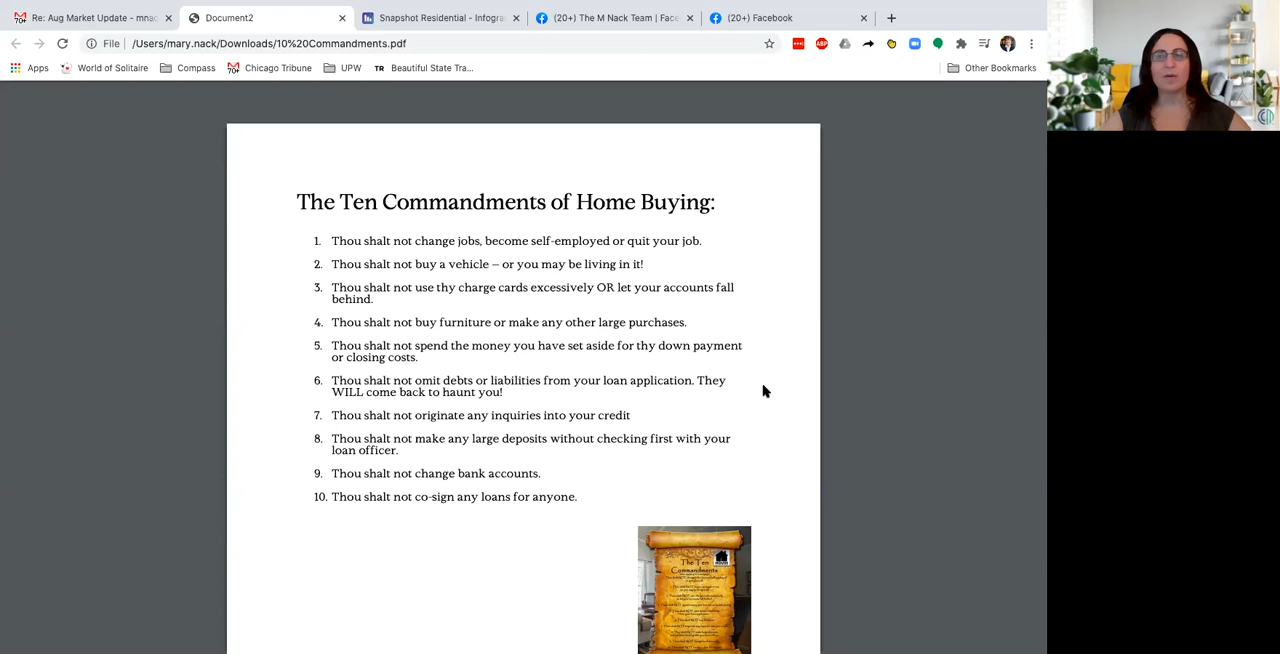 Re: Aug Market Update - mnac
Document2
Snapshot Residential - Infogra
(20+) The M Nack Team | Face
(20+) Facebook
File /Users/mary.nack/Downloads/10%20Commandments.pdf
ABP
Apps World of Solitaire Compass Chicago Tribune UPW TR Beautiful State Tra... Other Bookmarks
The Ten Commandments of Home Buying:
1. Thou shalt not change jobs, become self-employed or quit your job.
2. Thou shalt not buy a vehicle – or you may be living in it!
3. Thou shalt not use thy charge cards excessively OR let your accounts fall
behind.
4. Thou shalt not buy furniture or make any other large purchases.
5. Thou shalt not spend the money you have set aside for thy down payment
or closing costs.
6. Thou shalt not omit debts or liabilities from your loan application. They
WILL come back to haunt you!
7. Thou shalt not originate any inquiries into your credit
8. Thou shalt not make any large deposits without checking first with your
loan officer.
9. Thou shalt not change bank accounts.
10. Thou shalt not co-sign any loans for anyone.
The Ten
Commandments